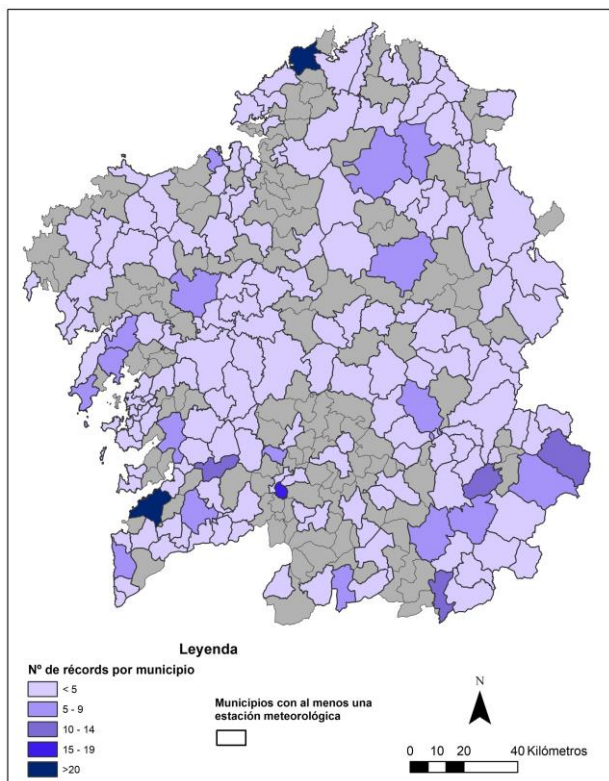 Leyenda
Nº de récords por municipio
< 5
5 - 9
10 - 14
15 - 19
>20
Municipios con al menos una
estación meteorológica
N
0 10 20 40 Kilómetros